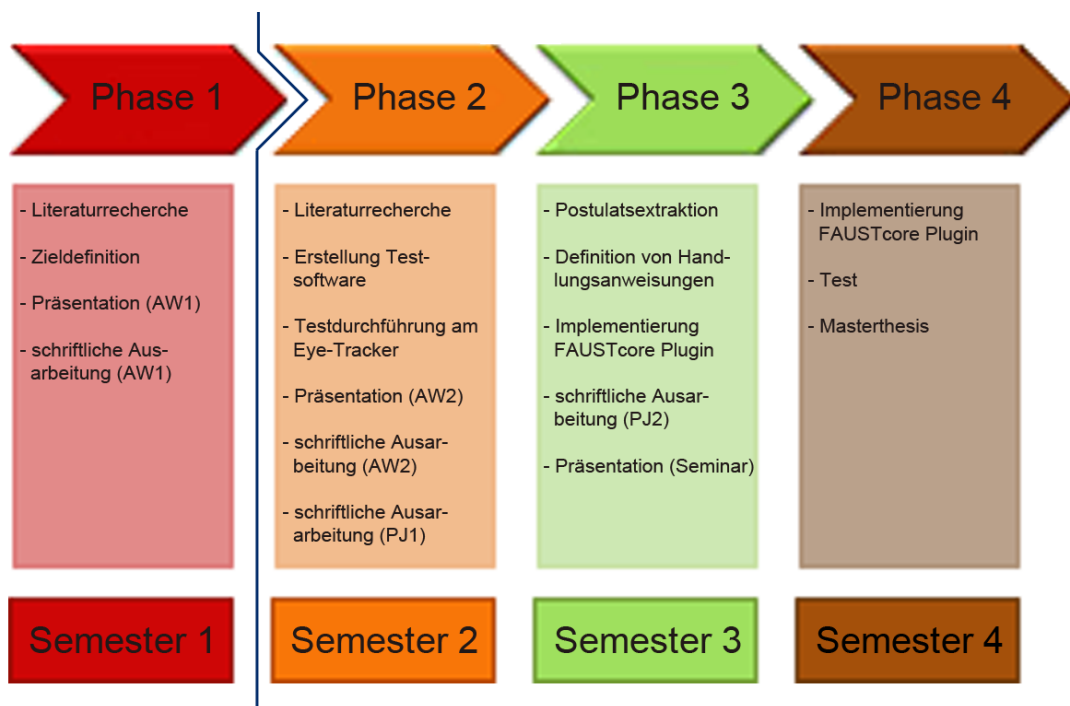 Phase 1
Phase 2
Phase 3
Phase 4
- Literaturrecherche
- Zieldefinition
- Präsentation (AW1)
- schriftliche Aus-
arbeitung (AW1)
- Literaturrecherche
- Erstellung Test-
software
- Testdurchführung am
Eye-Tracker
- Präsentation (AW2)
- schriftliche Ausar-
beitung (AW2)
- schriftliche Ausar-
arbeitung (PJ1)
- Postulatsextraktion
- Definition von Hand-
lungsanweisungen
- Implementierung
FAUSTcore Plugin
- schriftliche Ausar-
beitung (PJ2)
- Präsentation (Seminar)
- Implementierung
FAUSTcore Plugin
- Test
- Masterthesis
Semester 1
Semester 2
Semester 3
Semester 4